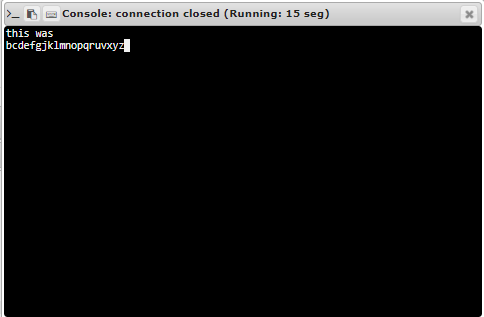 >_ Console: connection closed (Running: 15 seg)
this was
bcdefgjklmnopqruvxyz